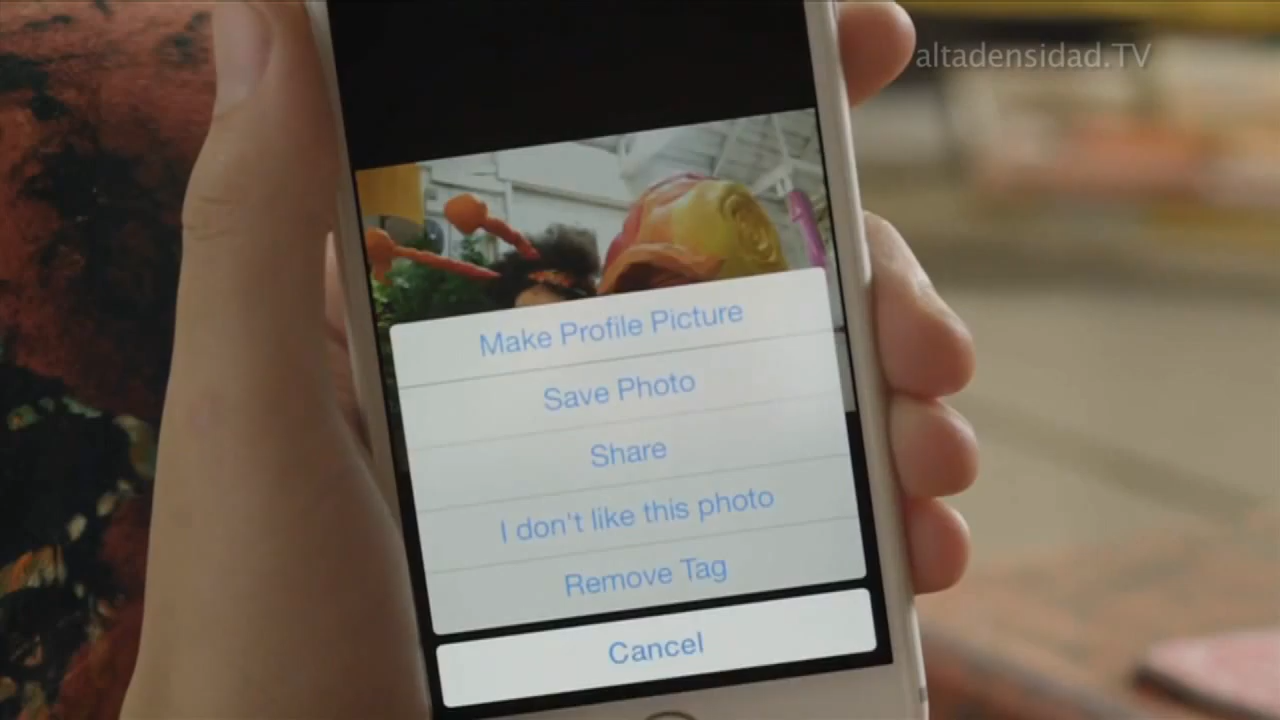 altadensidad.TV
Make Profile Picture
Save Photo
Share
I don't like this photo
Remove Tag
Cancel